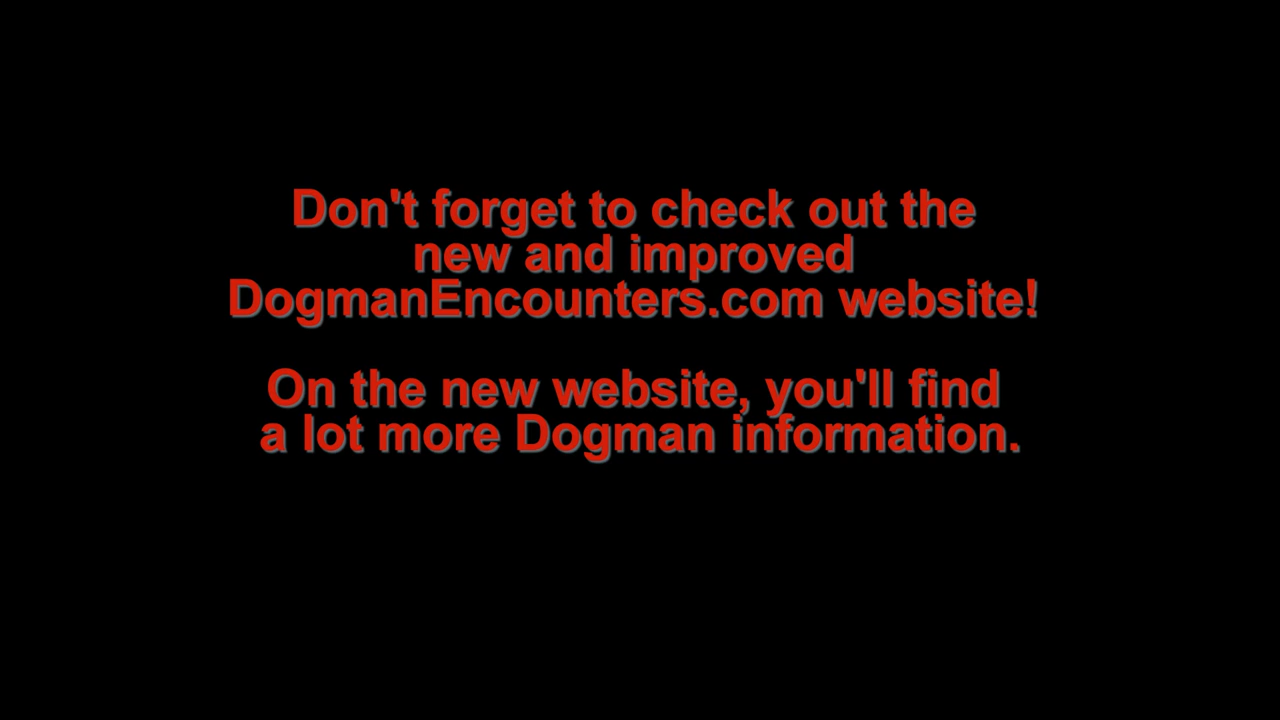 Don't forget to check out the
new and improved
DogmanEncounters.com website!
On the new website, you'll find
a lot more Dogman information.